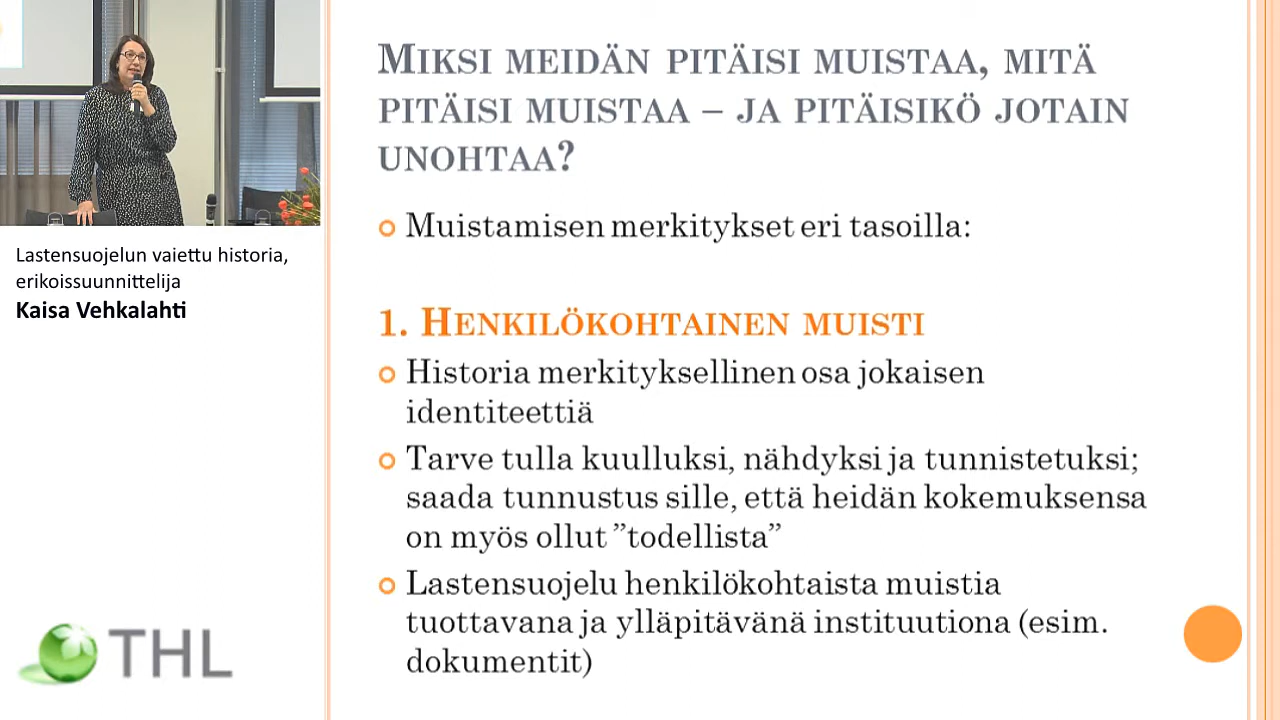 Lastensuojelun vaiettu historia,
erikoissuunnittelija
Kaisa Vehkalahti
THL
MIKSI MEIDÄN PITÄISI MUISTAA, MITÄ
PITÄISI MUISTAA – JA PITÄISIKÖ JOTAIN
UNOHTAA?
Muistamisen merkitykset eri tasoilla:
1. HENKILÖKOHTAINEN MUISTI
Historia merkityksellinen osa jokaisen
identiteettiä
Tarve tulla kuulluksi, nähdyksi ja tunnistetuksi;
saada tunnustus sille, että heidän kokemuksensa
on myös ollut ”todellista”
Lastensuojelu henkilökohtaista muistia
tuottavana ja ylläpitävänä instituutiona (esim.
dokumentit)